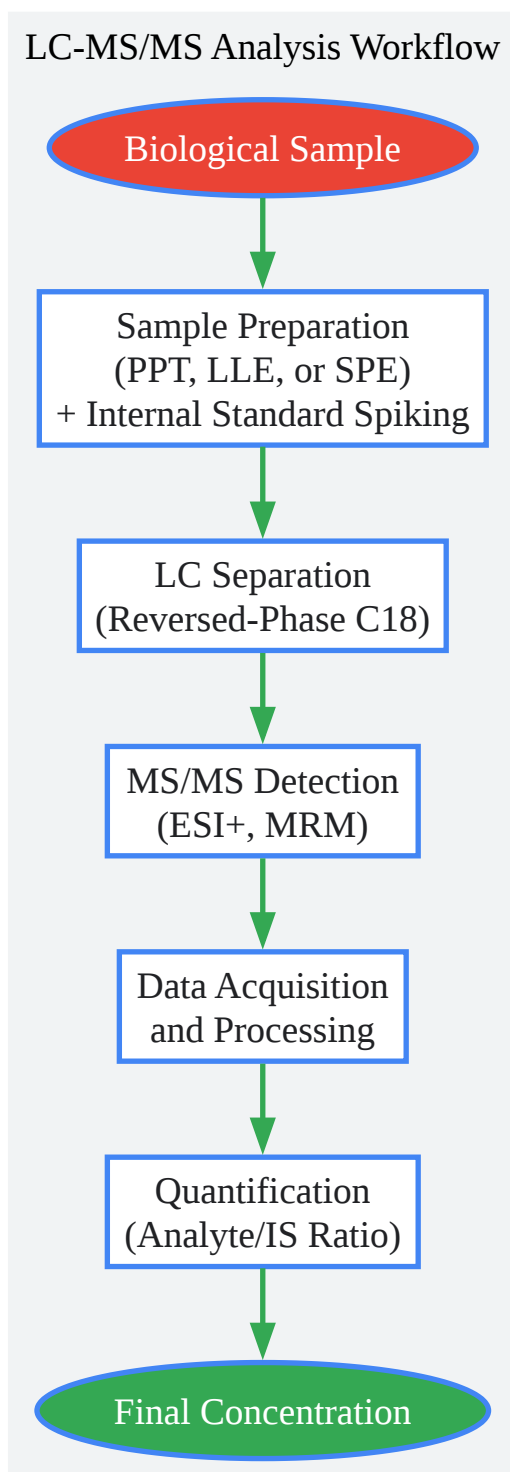 LC-MS/MS Analysis Workflow
Biological Sample
Sample Preparation
(PPT, LLE, or SPE)
+ Internal Standard Spiking
LC Separation
(Reversed-Phase C18)
MS/MS Detection
(ESI+, MRM)
Data Acquisition
and Processing
Quantification
(Analyte/IS Ratio)
Final Concentration